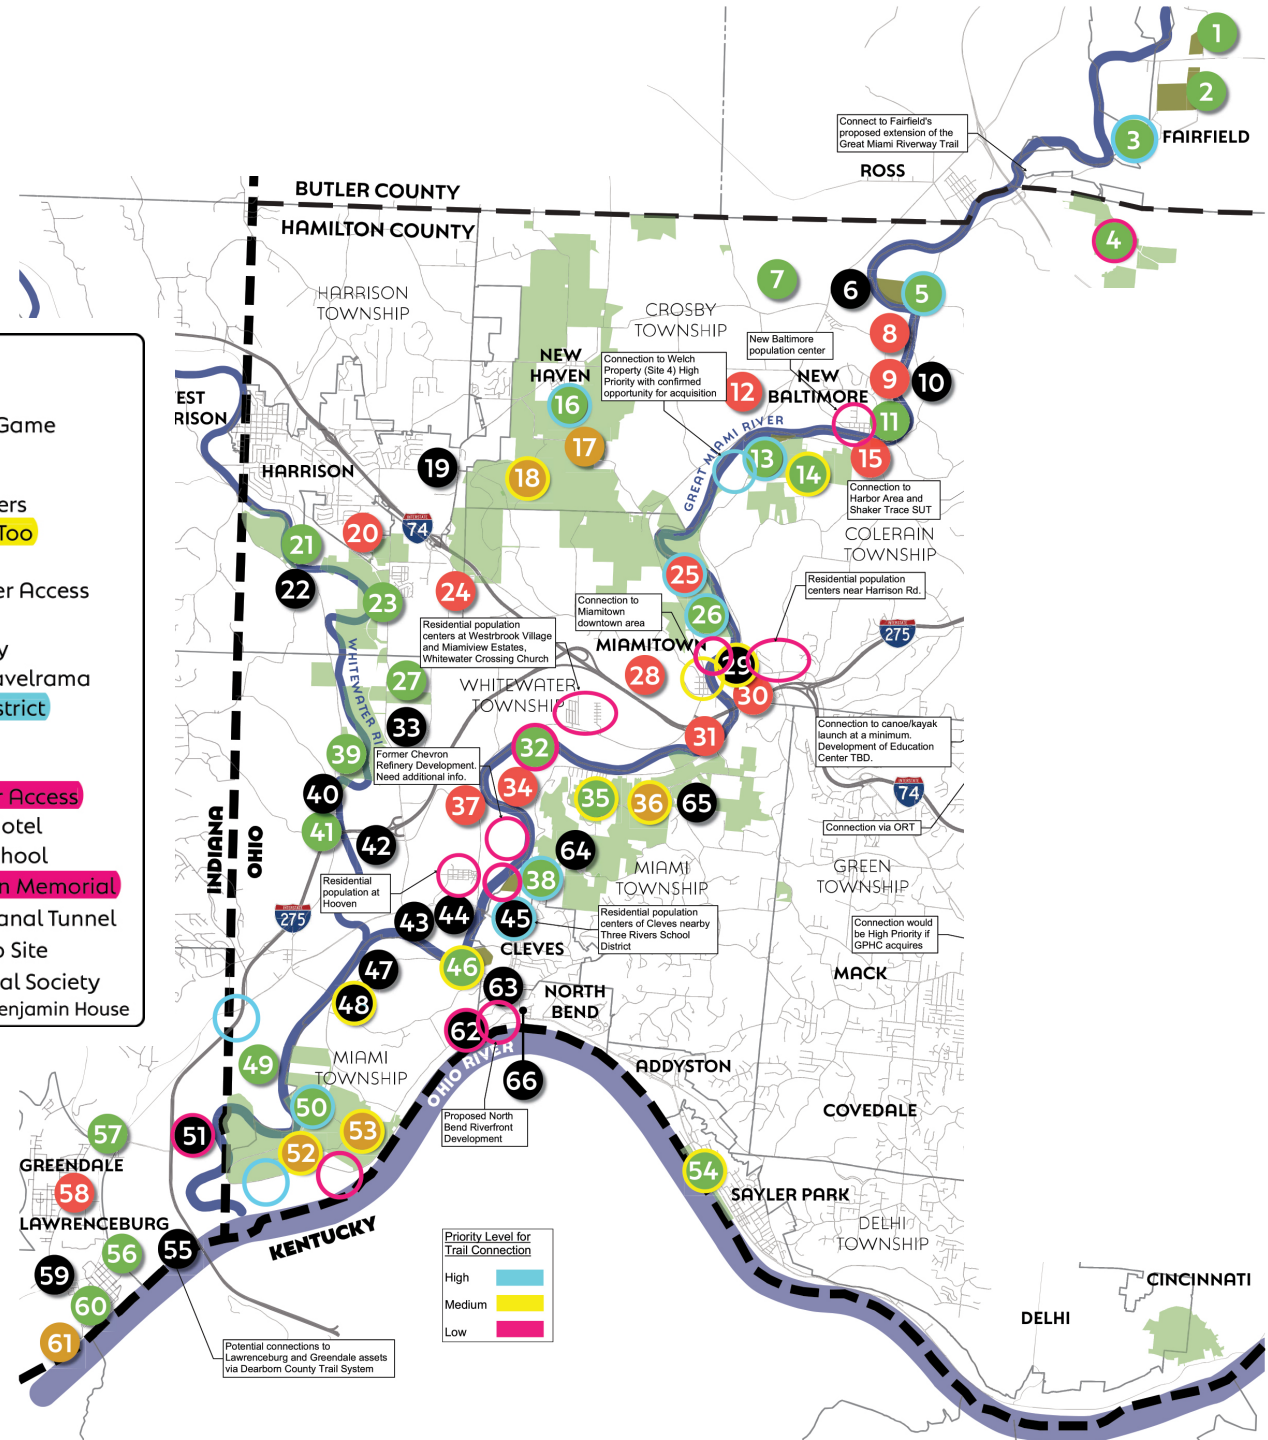 1
2
3
FAIRFIELD
Connect to Fairfield's
proposed extension of the
Great Miami Riverway Trail
ROSS
BUTLER COUNTY
HAMILTON COUNTY
4
HARRISON
TOWNSHIP
7
6
5
CROSBY
TOWNSHIP
8
New Baltimore
population center
NEW
HAVEN
Connection to Welch
Property (Site 4) High
Priority with confirmed
opportunity for acquisition
12
NEW
BALTIMORE
9
10
16
11
EST
RISON
Game
GREAT MIAMI RIVER
17
13
14
15
HARRISON
19
18
Connection to
Harbor Area and
Shaker Trace SUT
ers
Too
20
INTERSTATE
74
21
COLERAIN
TOWNSHIP
22
23
24
25
Residential population
centers near Harrison Rd.
er Access
Connection to
Miamitown
downtown area
26
INTERSTATE
275
Residential population
centers at Westrbrook Village
and Miamiview Estates,
Whitewater Crossing Church
MIAMITOWN
29
28
30
y
avelrama
strict
WHITEWATER RI
27
WHITEWATER
TOWNSHIP
33
31
Connection to canoe/kayak
launch at a minimum.
Development of Education
Center TBD.
39
Former Chevron
Refinery Development.
Need additional info.
32
34
INTERSTATE
74
40
37
35
36
65
r Access
otel
41
42
Connection via ORT
INDIANA
OHIO
64
hool
MIAMI
TOWNSHIP
GREEN
TOWNSHIP
n Memorial
Residential
population at
Hooven
38
anal Tunnel
INTERSTATE
275
43
44
45
Residential population
centers of Cleves nearby
Three Rivers School
District
Connection would
be High Priority if
GPHC acquires
o Site
CLEVES
47
46
MACK
al Society
63
48
NORTH
BEND
enjamin House
62
OHIO RIVER
49
MIAMI
TOWNSHIP
66
ADDYSTON
50
COVEDALE
Proposed North
Bend Riverfront
Development
57
51
53
52
GREENDALE
54
58
SAYLER PARK
LAWRENCEBURG
KENTUCKY
DELHI
TOWNSHIP
55
56
Priority Level for
Trail Connection
High
Medium
Low
59
60
CINCINNATI
61
DELHI
Potential connections to
Lawrenceburg and Greendale assets
via Dearborn County Trail System